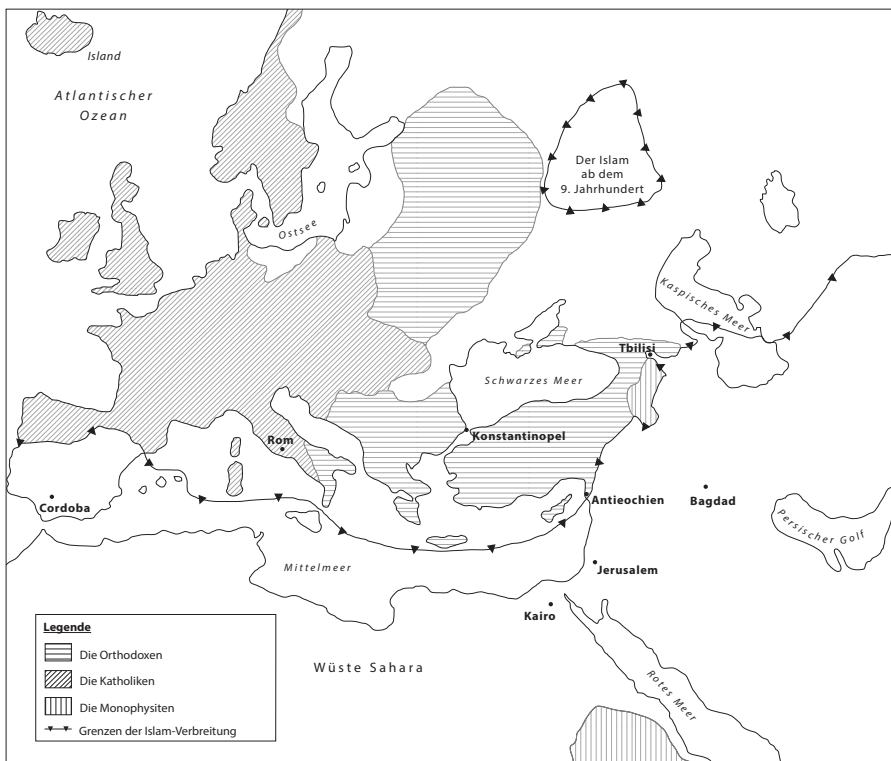 Island
Atlantischer
Ozean
Der Islam
ab dem
9. Jahrhundert
Ostsee
Kaspisches Meer
Tbilisi
Schwarzes Meer
Rom
Konstantinopel
Cordoba
Antieochien
Bagdad
Persischer Golf
Mittelmeer
Jerusalem
Kairo
Legende
Die Orthodoxen
Die Katholiken
Die Monophysiten
Grenzen der Islam-Verbreitung
Wüste Sahara
Rotes Meer